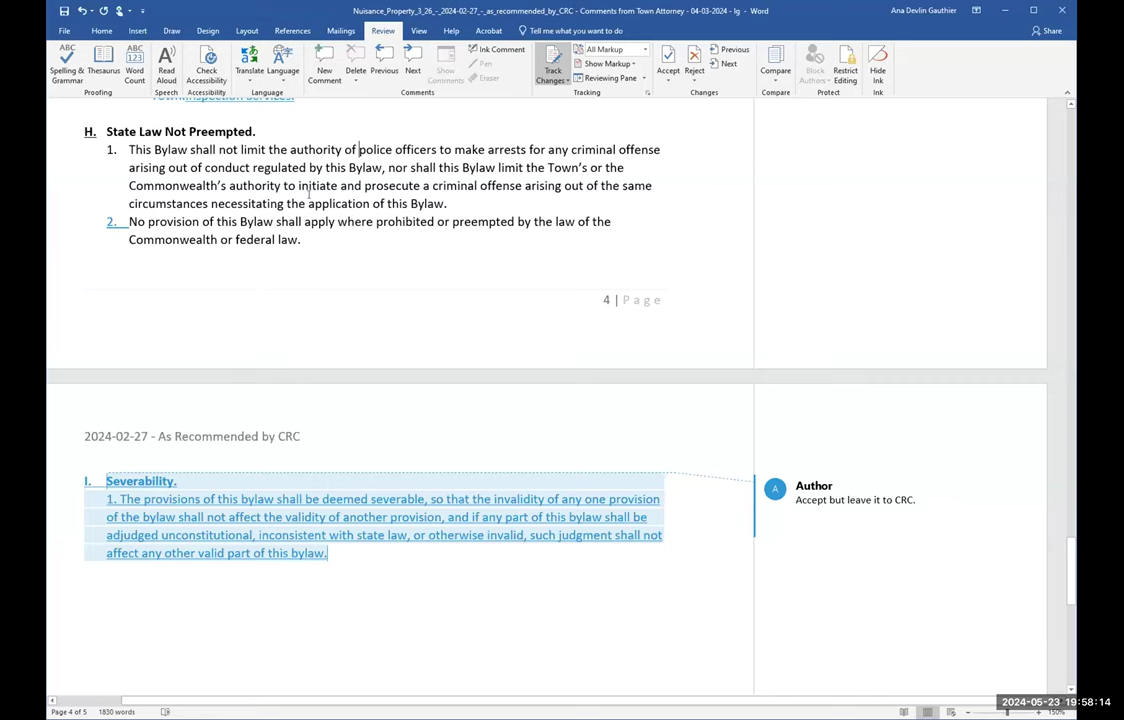 Nuisance_Property_3_26_-_2024-02-27_-_as_recommended_by_CRC - Comments from Town Attorney - 04-03-2024 - lg - Word
Ana Devlin Gauthier
File Home Insert Draw Design Layout References Mailings Review View Help Acrobat Tell me what you want to do Share
ABC Spelling & Grammar
Thesaurus
ABC 123 Word Count
Read Aloud
Check Accessibility
Translate
Language
New Comment
Delete
Previous
Next
Show Comments
Ink Comment
Pen
Eraser
Track Changes
All Markup
Show Markup
Reviewing Pane
Accept
Reject
Previous
Next
Compare
Block Authors
Restrict Editing
Hide Ink
Proofing Speech Accessibility Language Comments Tracking Changes Compare Protect Ink
H. State Law Not Preempted.
1. This Bylaw shall not limit the authority of police officers to make arrests for any criminal offense
arising out of conduct regulated by this Bylaw, nor shall this Bylaw limit the Town's or the
Commonwealth's authority to initiate and prosecute a criminal offense arising out of the same
circumstances necessitating the application of this Bylaw.
2. No provision of this Bylaw shall apply where prohibited or preempted by the law of the
Commonwealth or federal law.
4 | Page
2024-02-27 - As Recommended by CRC
I. Severability.
1. The provisions of this bylaw shall be deemed severable, so that the invalidity of any one provision
of the bylaw shall not affect the validity of another provision, and if any part of this bylaw shall be
adjudged unconstitutional, inconsistent with state law, or otherwise invalid, such judgment shall not
affect any other valid part of this bylaw.
A Author
Accept but leave it to CRC.
Page 4 of 5 1830 words
150%
2024-05-23 19:58:14